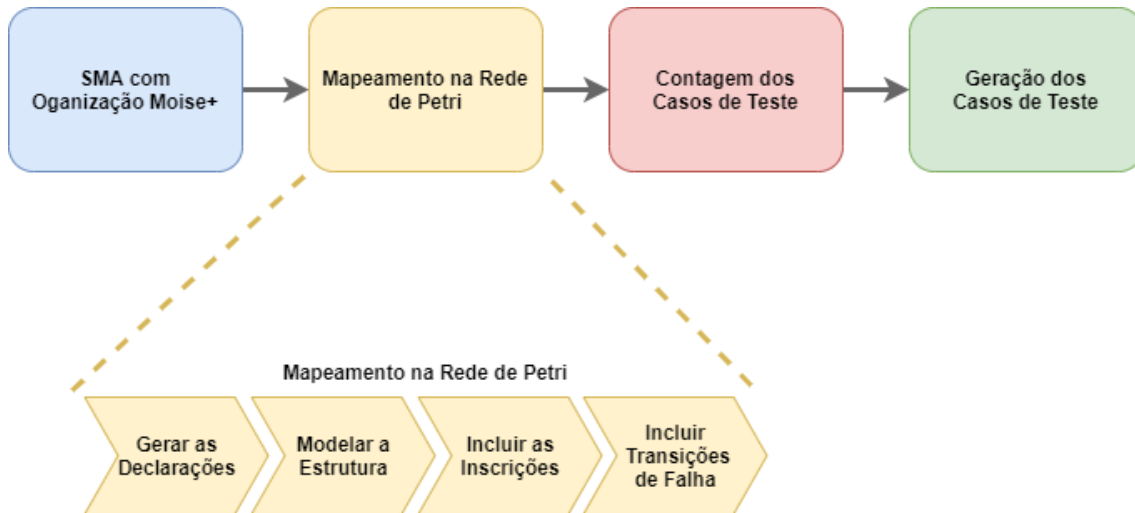 SMA com
Oganização Moise+
Mapeamento na Rede
de Petri
Contagem dos
Casos de Teste
Geração dos
Casos de Teste
Mapeamento na Rede de Petri
Gerar as
Declarações
Modelar a
Estrutura
Incluir as
Inscrições
Incluir
Transições
de Falha